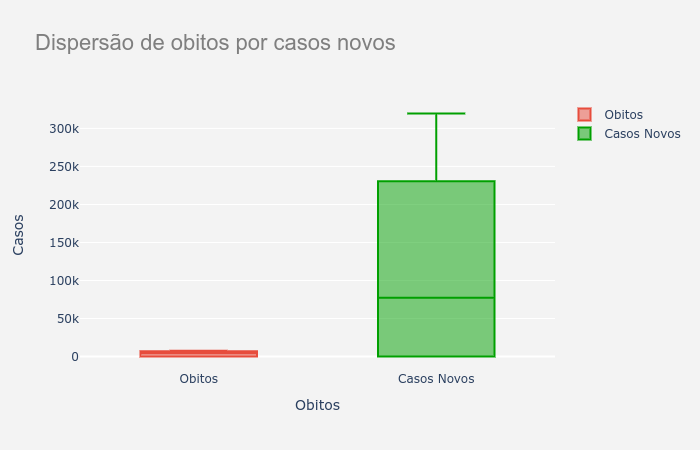 Dispersão de obitos por casos novos
Obitos
Casos Novos
Casos
300k
250k
200k
150k
100k
50k
0
Obitos
Casos Novos
Obitos